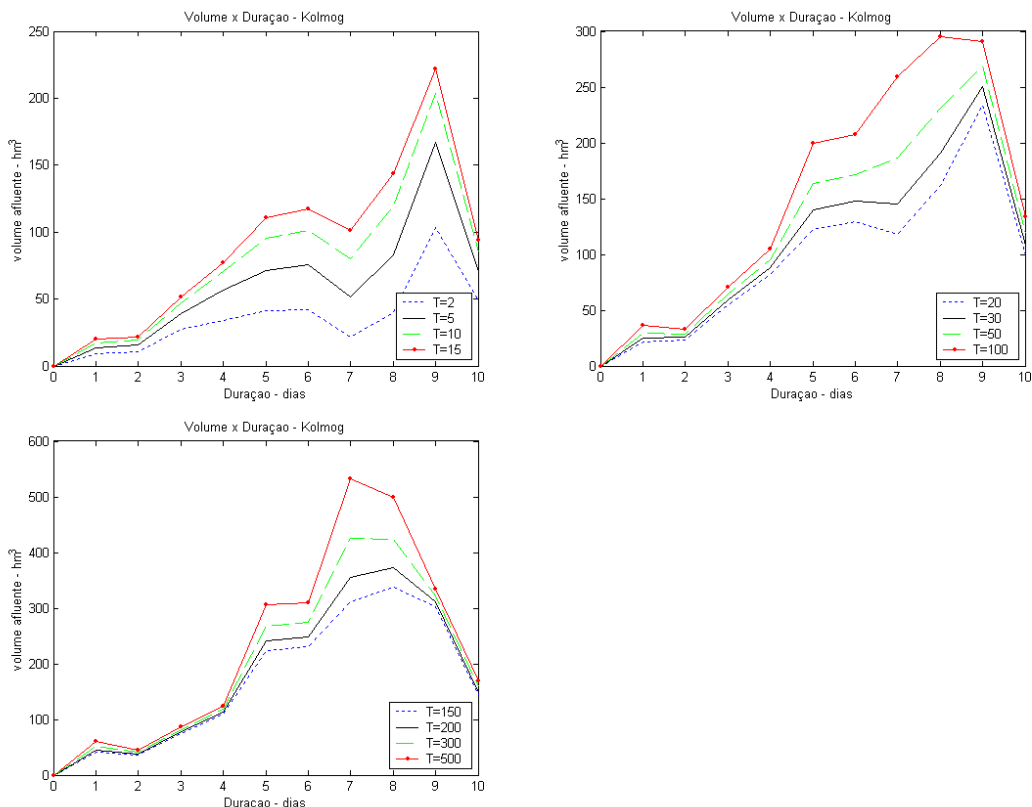 Volume x Duraçao - Kolmog
250
200
150
100
50
0
volume afluente - hm³
0 1 2 3 4 5 6 7 8 9 10
Duraçao - dias
T=2
T=5
T=10
T=15
Volume x Duraçao - Kolmog
300
250
200
150
100
50
0
volume afluente - hm³
0 1 2 3 4 5 6 7 8 9 10
Duraçao - dias
T=20
T=30
T=50
T=100
Volume x Duraçao - Kolmog
600
500
400
300
200
100
0
volume afluente - hm³
0 1 2 3 4 5 6 7 8 9 10
Duraçao - dias
T=150
T=200
T=300
T=500